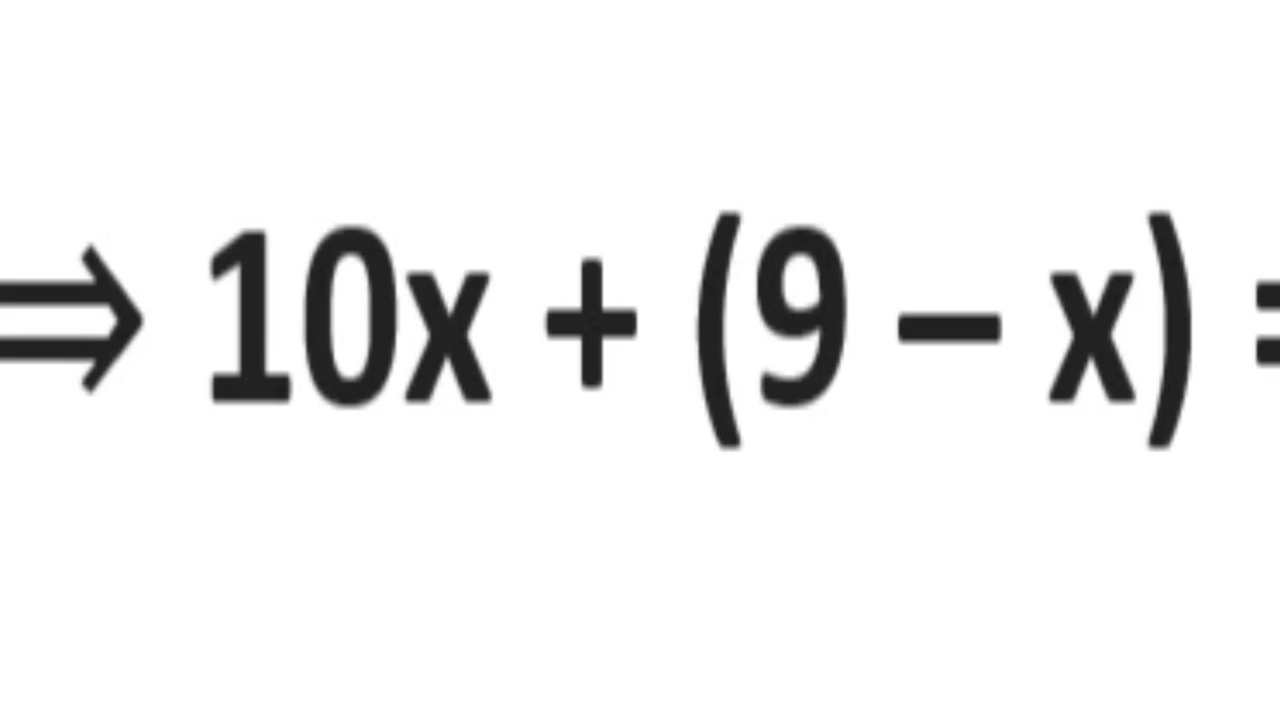 ⇒ 10x + (9 – x) =